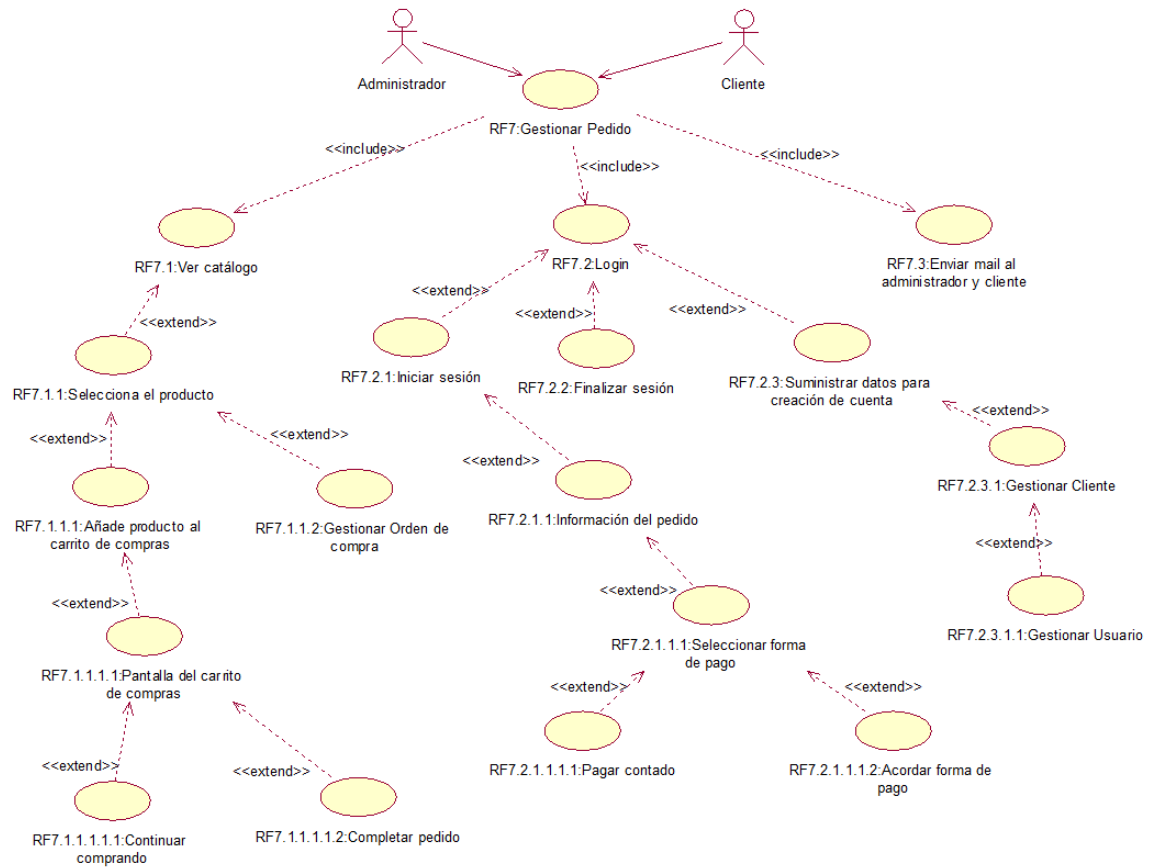 Administrador
Cliente
RF7:Gestionar Pedido
<<include>>
<<include>>
<<include>>
RF7.1:Ver catálogo
RF7.2:Login
RF7.3:Enviar mail al
administrador y cliente
<<extend>>
<<extend>>
<<extend>>
<<extend>>
RF7.1.1:Selecciona el producto
RF7.2.1:Iniciar sesión
RF7.2.2:Finalizar sesión
RF7.2.3:Suministrar datos para
creación de cuenta
<<extend>>
<<extend>>
<<extend>>
<<extend>>
RF7.1.1.1:Añade producto al
carrito de compras
RF7.1.1.2:Gestionar Orden de
compra
RF7.2.1.1:Información del pedido
RF7.2.3.1:Gestionar Cliente
<<extend>>
<<extend>>
<<extend>>
RF7.1.1.1.1:Pantalla del carrito
de compras
RF7.2.1.1.1:Seleccionar forma
de pago
RF7.2.3.1.1:Gestionar Usuario
<<extend>>
<<extend>>
<<extend>>
<<extend>>
RF7.2.1.1.1.1:Pagar contado
RF7.2.1.1.1.2:Acordar forma de
pago
RF7.1.1.1.1.1:Continuar
comprando
RF7.1.1.1.1.2:Completar pedido